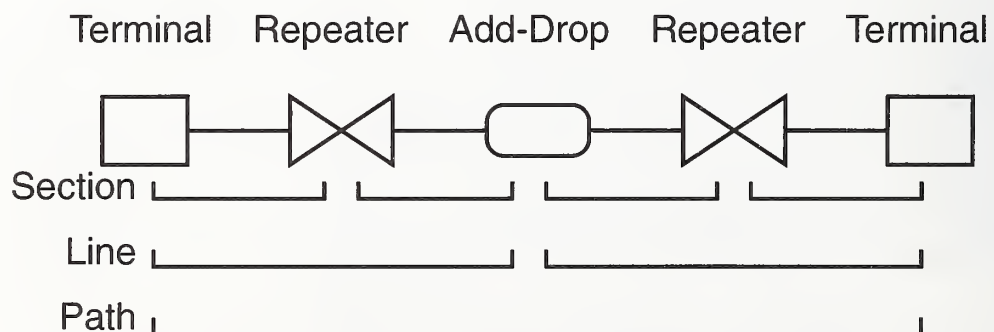 Terminal Repeater Add-Drop Repeater Terminal
Section
Line
Path